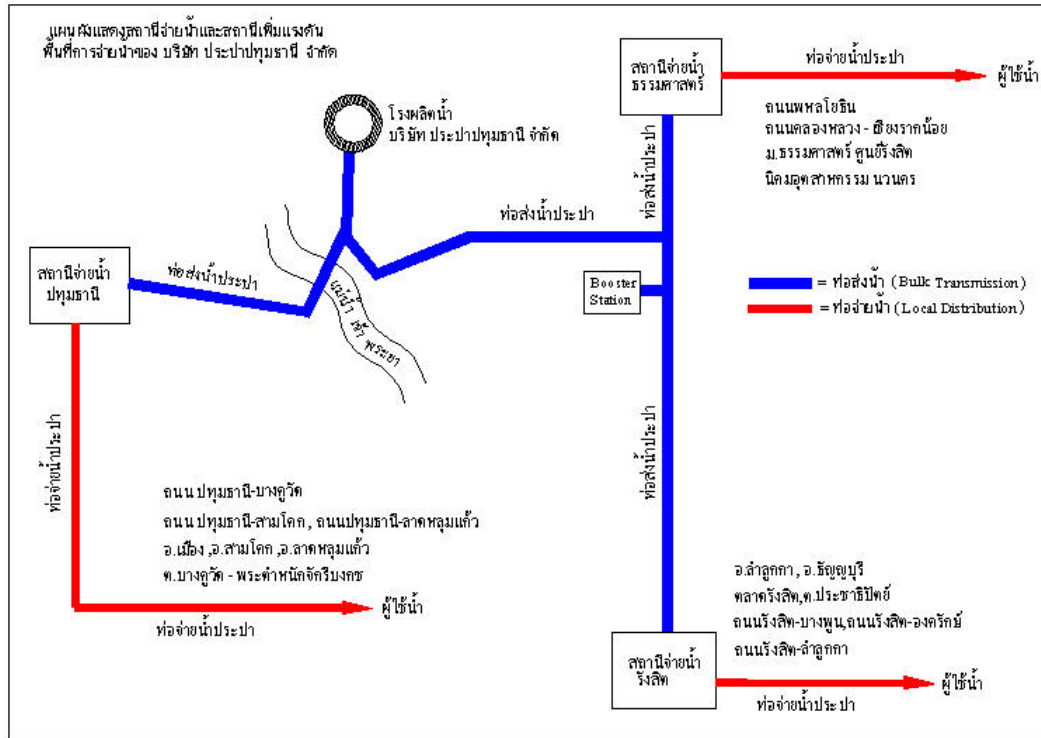 แผนผังแสดงสถานีจ่ายน้ำและสถานีเพิ่มแรงดัน
พื้นที่การจ่ายน้ำของ บริษัท ประปาปทุมธานี จำกัด
โรงผลิตน้ำ
บริษัท ประปาปทุมธานี จำกัด
สถานีจ่ายน้ำ
ธรรมศาสตร์
ท่อจ่ายน้ำประปา
ผู้ใช้น้ำ
ถนนพหลโยธิน
ถนนคลองหลวง - เชียงรากน้อย
ม.ธรรมศาสตร์ ศูนย์รังสิต
นิคมอุตสาหกรรม นวนคร
ท่อส่งน้ำประปา
ท่อส่งน้ำประปา
สถานีจ่ายน้ำ
ปทุมธานี
ท่อส่งน้ำประปา
แม่น้ำ เจ้า พระยา
Booster
Station
= ท่อส่งน้ำ (Bulk Transmission)
= ท่อจ่ายน้ำ (Local Distribution)
ท่อส่งน้ำประปา
ท่อจ่ายน้ำประปา
ถนน ปทุมธานี-บางคูวัด
ถนน ปทุมธานี-สามโคก , ถนนปทุมธานี-ลาดหลุมแก้ว
อ.เมือง ,อ.สามโคก ,อ.ลาดหลุมแก้ว
ต.บางคูวัด - พระตำหนักจักรีบงกช
ผู้ใช้น้ำ
ท่อจ่ายน้ำประปา
อ.ลำลูกกา , อ.ธัญญบุรี
ตลาดรังสิต,ต.ประชาธิปัตย์
ถนนรังสิต-บางพูน,ถนนรังสิต-องครักษ์
ถนนรังสิต-ลำลูกกา
สถานีจ่ายน้ำ
รังสิต
ผู้ใช้น้ำ
ท่อจ่ายน้ำประปา